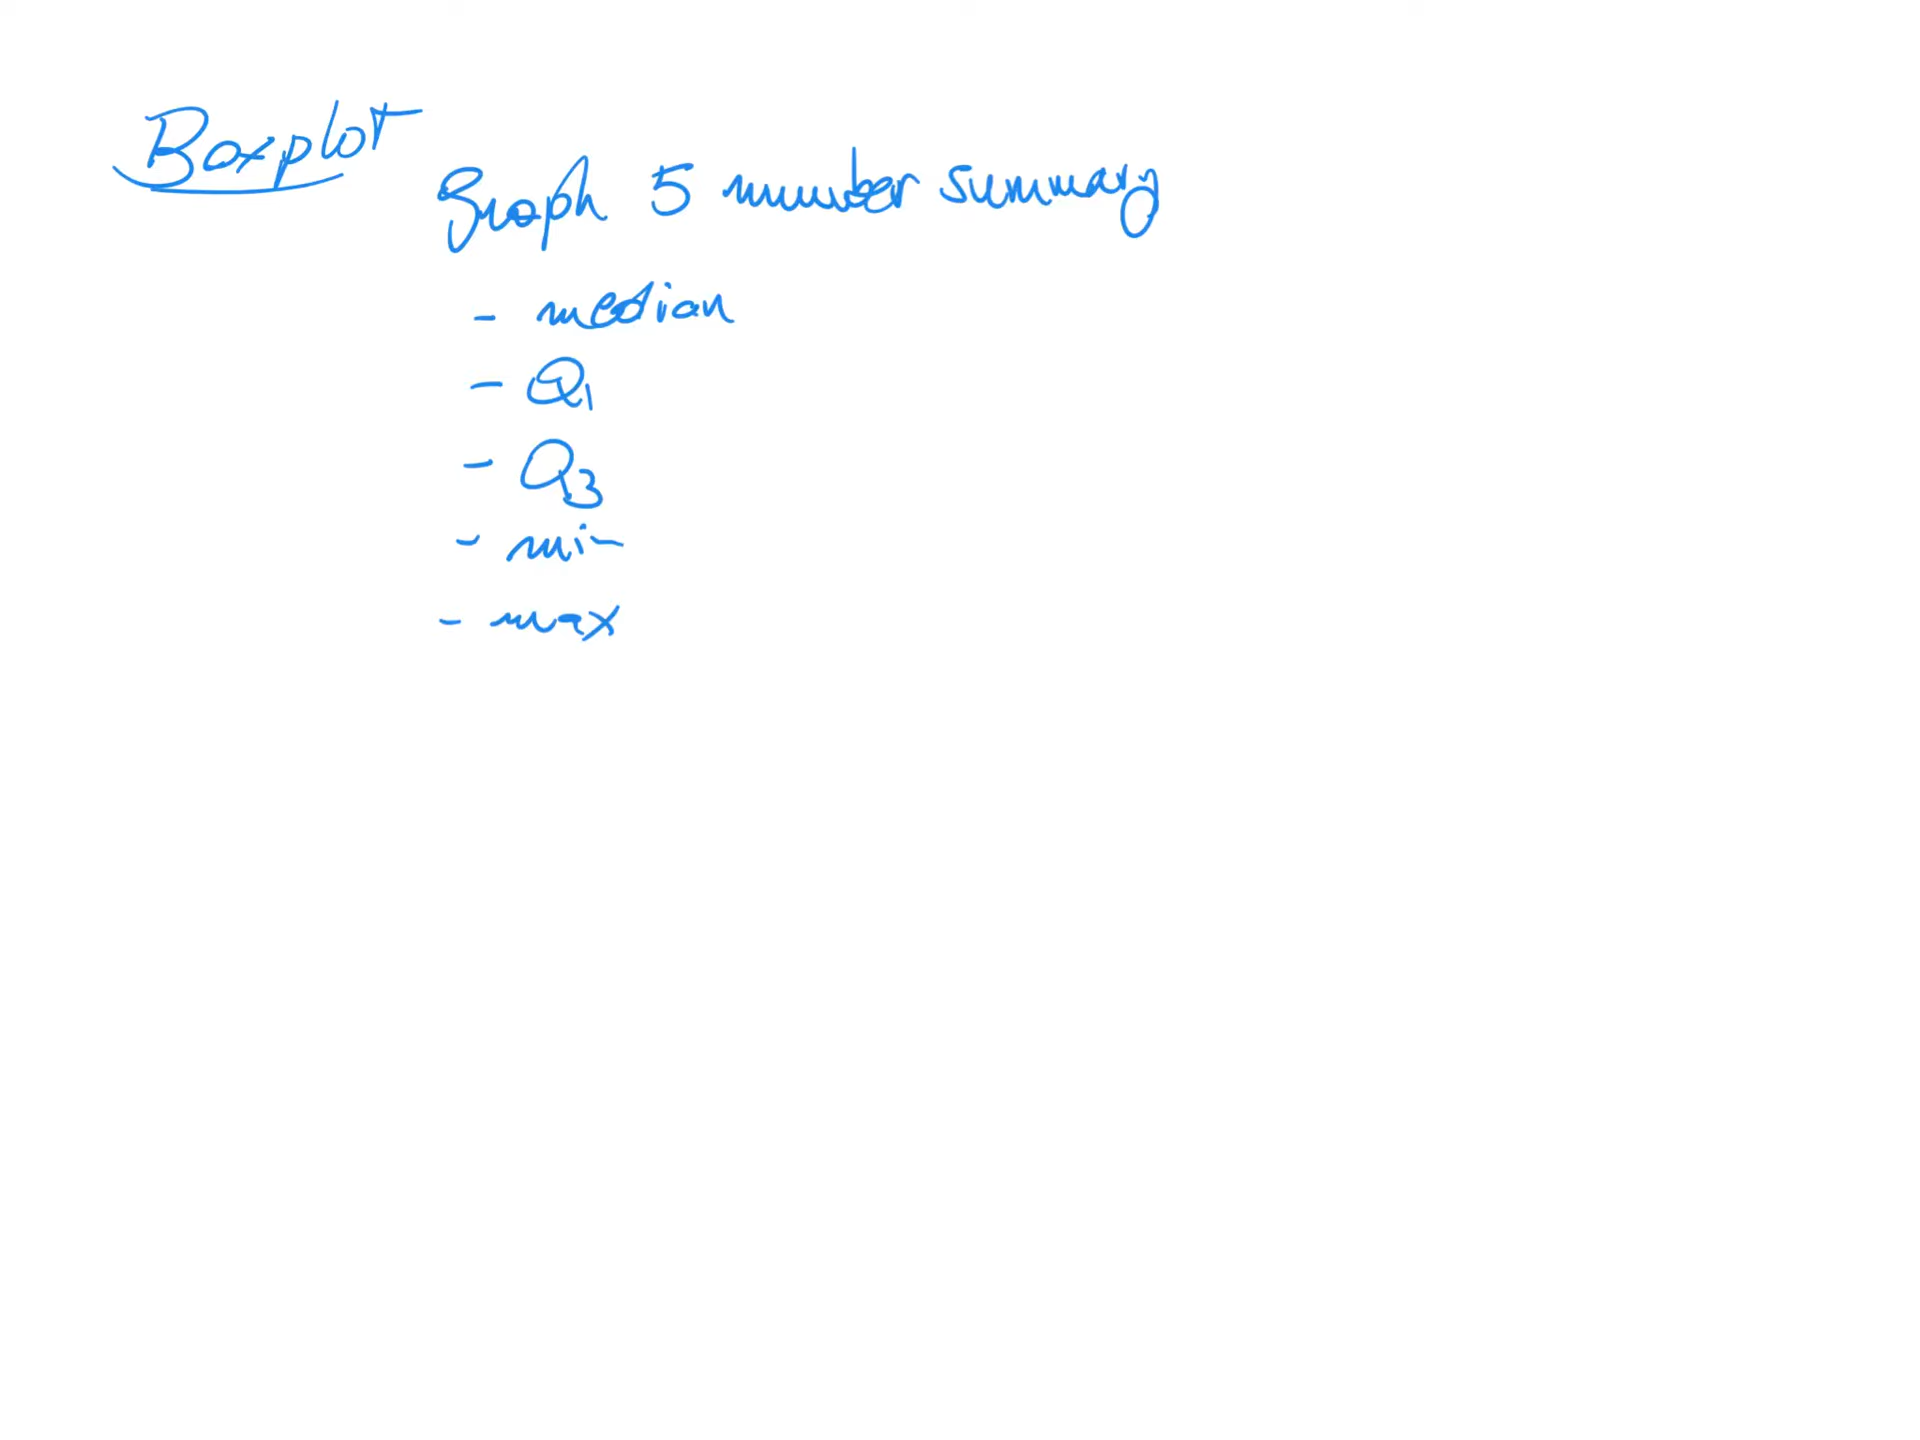 Boxplot
Graph 5 number summary
- median
- Q1
- Q3
- min
- max